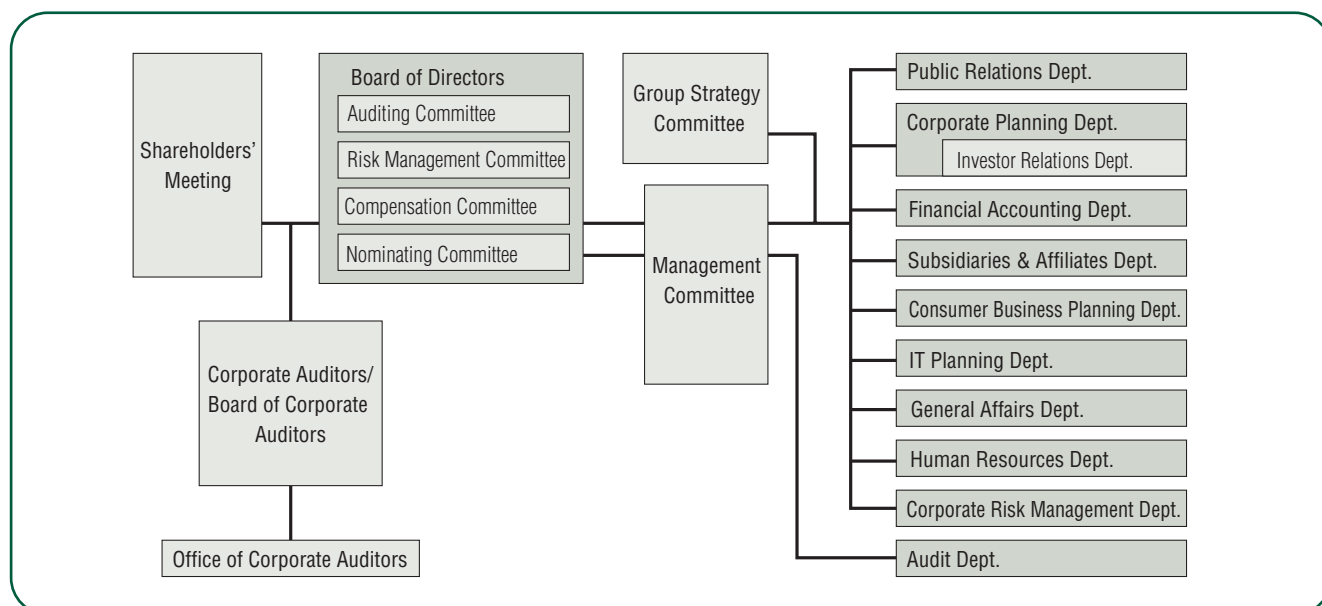 Shareholders'
Meeting
Board of Directors
Auditing Committee
Risk Management Committee
Compensation Committee
Nominating Committee
Corporate Auditors/
Board of Corporate
Auditors
Office of Corporate Auditors
Group Strategy
Committee
Management
Committee
Public Relations Dept.
Corporate Planning Dept.
Investor Relations Dept.
Financial Accounting Dept.
Subsidiaries & Affiliates Dept.
Consumer Business Planning Dept.
IT Planning Dept.
General Affairs Dept.
Human Resources Dept.
Corporate Risk Management Dept.
Audit Dept.